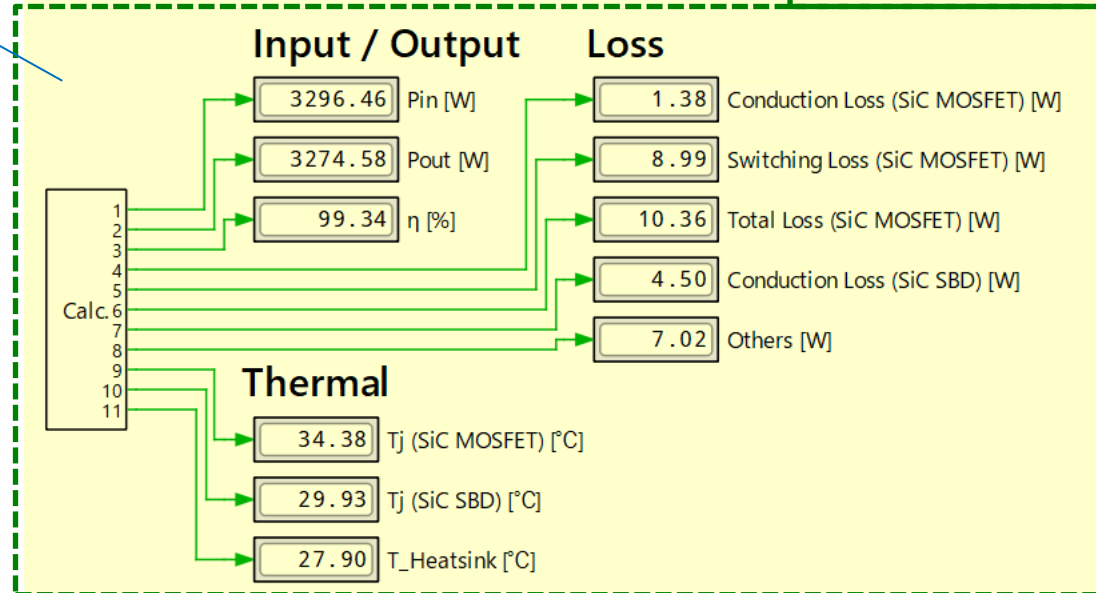 Input / Output
3296.46 Pin [W]
3274.58 Pout [W]
99.34 η [%]
Loss
1.38 Conduction Loss (SiC MOSFET) [W]
8.99 Switching Loss (SiC MOSFET) [W]
10.36 Total Loss (SiC MOSFET) [W]
4.50 Conduction Loss (SiC SBD) [W]
7.02 Others [W]
Calc.
1
2
3
4
5
6
7
8
9
10
11
Thermal
34.38 Tj (SiC MOSFET) [℃]
29.93 Tj (SiC SBD) [℃]
27.90 T_Heatsink [℃]